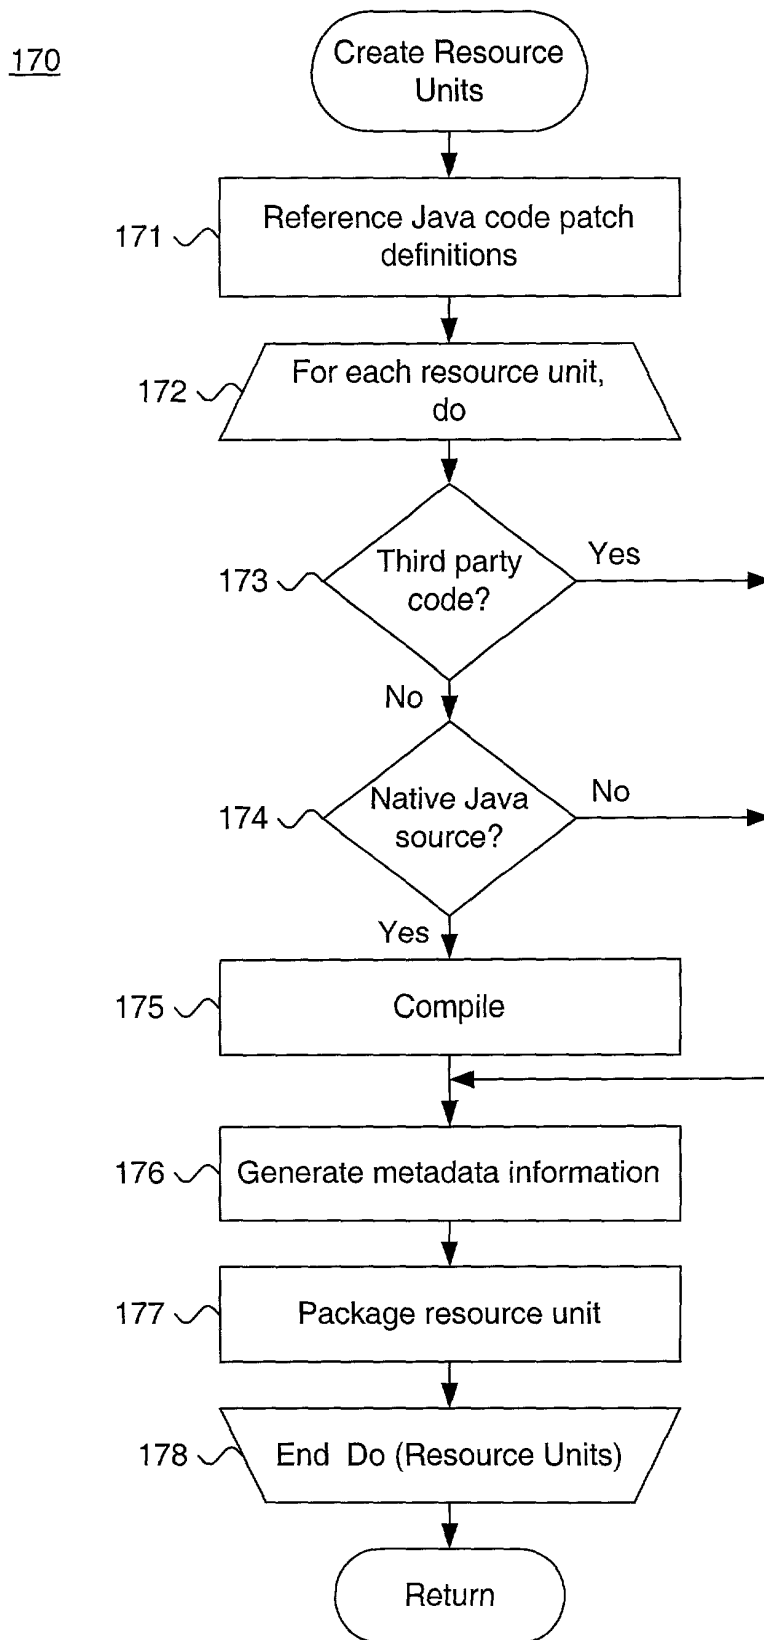 170
Create Resource
Units
171
Reference Java code patch
definitions
172
For each resource unit,
do
173
Third party
code?
Yes
No
174
Native Java
source?
No
Yes
175
Compile
176
Generate metadata information
177
Package resource unit
178
End Do (Resource Units)
Return